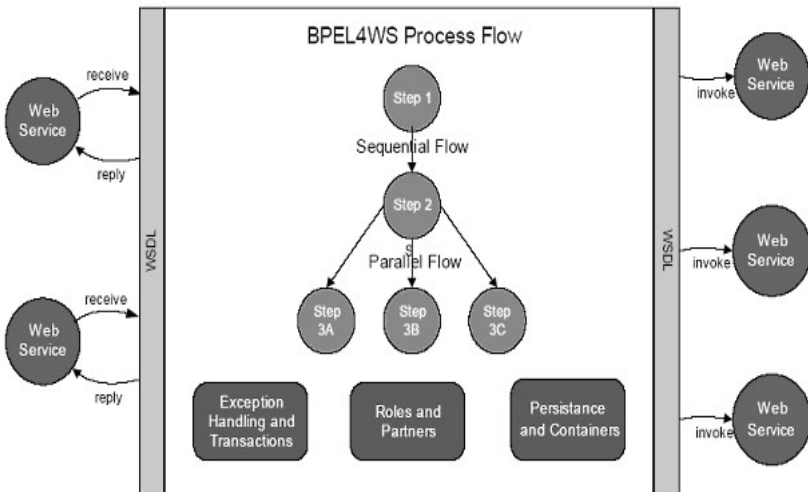 BPEL4WS Process Flow
receive
Web
Service
reply
receive
Web
Service
reply
WSDL
Step 1
Sequential Flow
Step 2
s
Parallel Flow
Step
3A
Step
3B
Step
3C
Exception
Handling and
Transactions
Roles and
Partners
Persistance
and Containers
WSDL
Web
Service
invoke
Web
Service
invoke
Web
Service
invoke